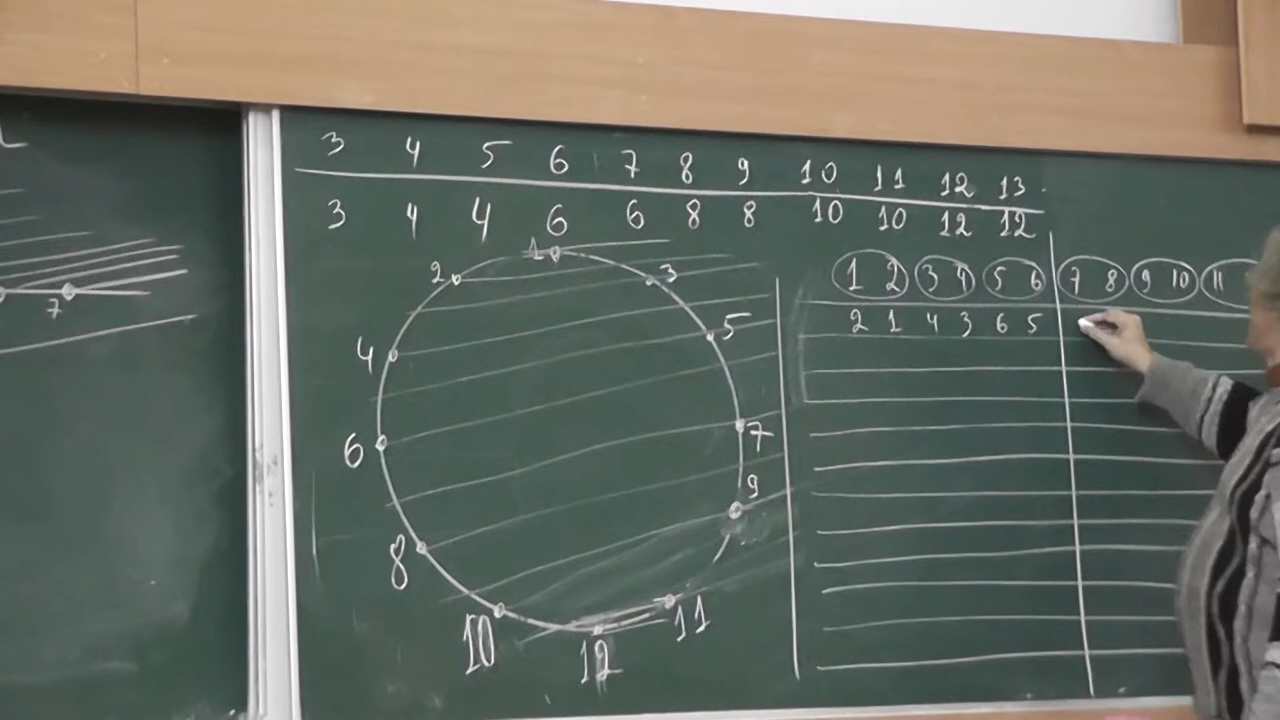 3 4 5 6 7 8 9 10 11 12 13
3 4 4 6 6 8 8 10 10 12 12
1
2 3
4 5
6 7
8 9
10 11
12
1 2 3 4 5 6 7 8 9 10 11
2 1 4 3 6 5
7